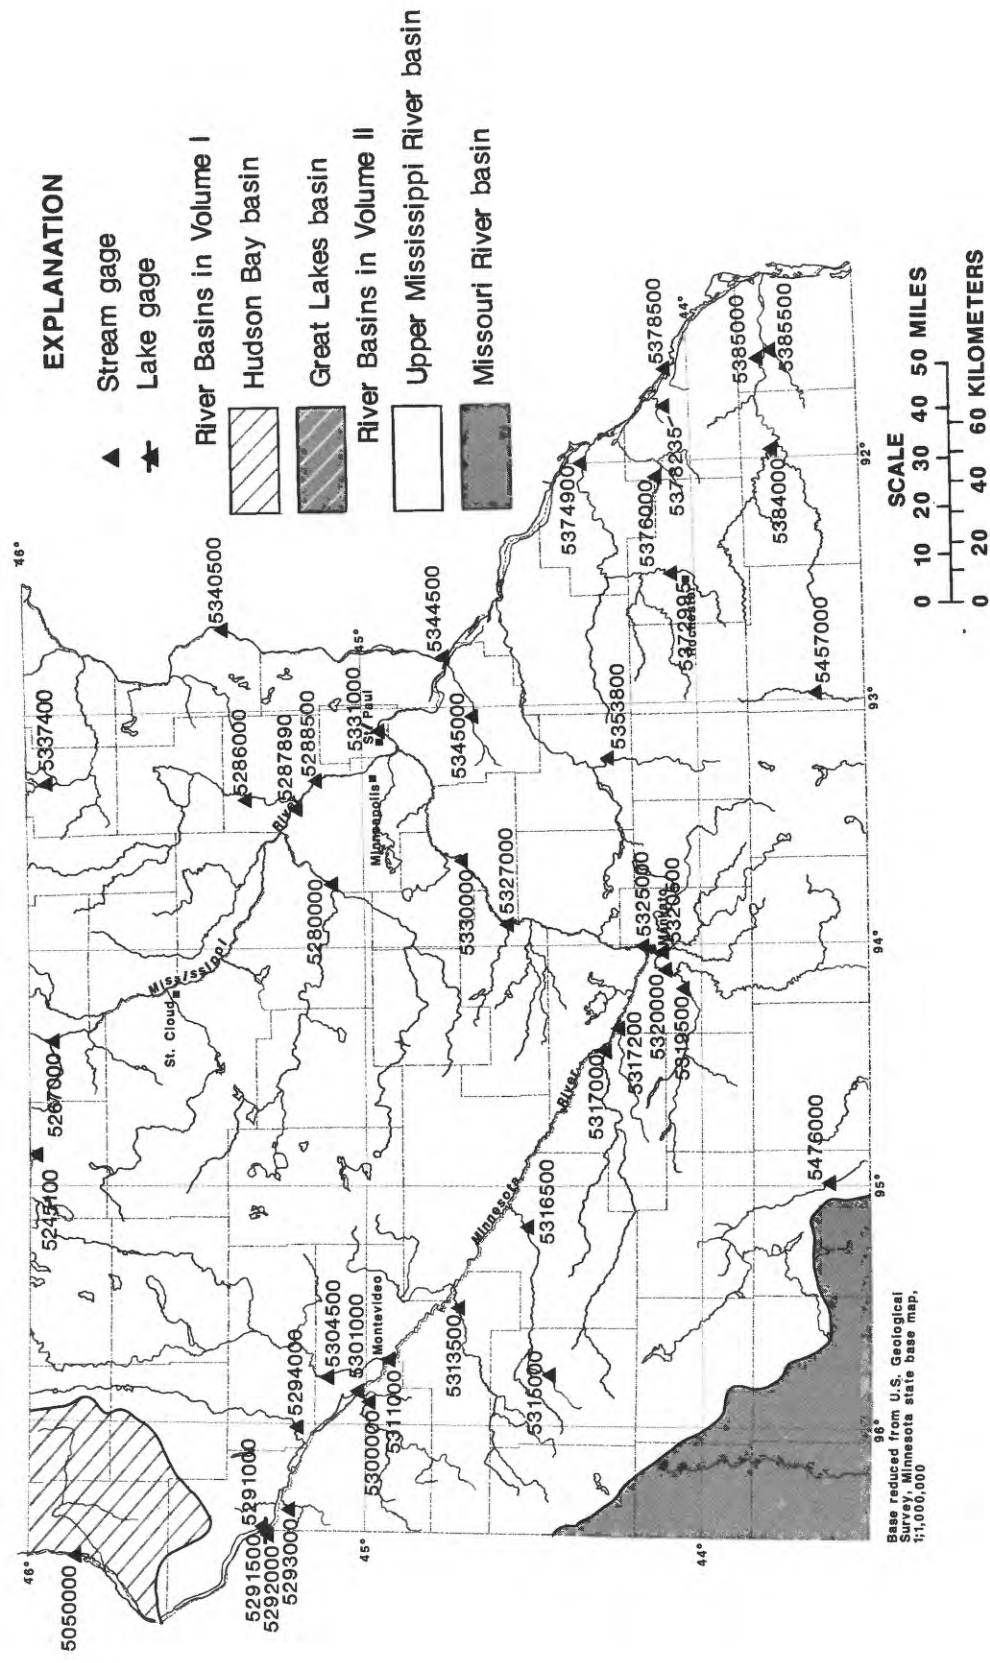 EXPLANATION
Stream gage
Lake gage
River Basins in Volume I
Hudson Bay basin
Great Lakes basin
River Basins in Volume II
Upper Mississippi River basin
Missouri River basin
46°
46°
5050000
5245100
5267000
5337400
5340500
5286000
5287890
5288500
5291000
5291500
5292000
5293000
5294000
5304500
5301000
5300000
5311000
Montevideo
St. Cloud
Mississippi
River
5280000
Minneapolis
St. Paul
5331000
45°
45°
5344500
5345000
5330000
5327000
5313500
5315000
5316500
Minnesota
River
5317000
5317200
5320000
5319500
5325000
Mankato
5320500
5353800
5372995
Rochester
5374900
5376000
5378235
5378500
44°
44°
5385000
5385500
5384000
5457000
5476000
96°
95°
94°
93°
92°
SCALE
0 10 20 30 40 50 MILES
0 20 40 60 KILOMETERS
Base reduced from U.S. Geological
Survey, Minnesota state base map,
1;1,000,000